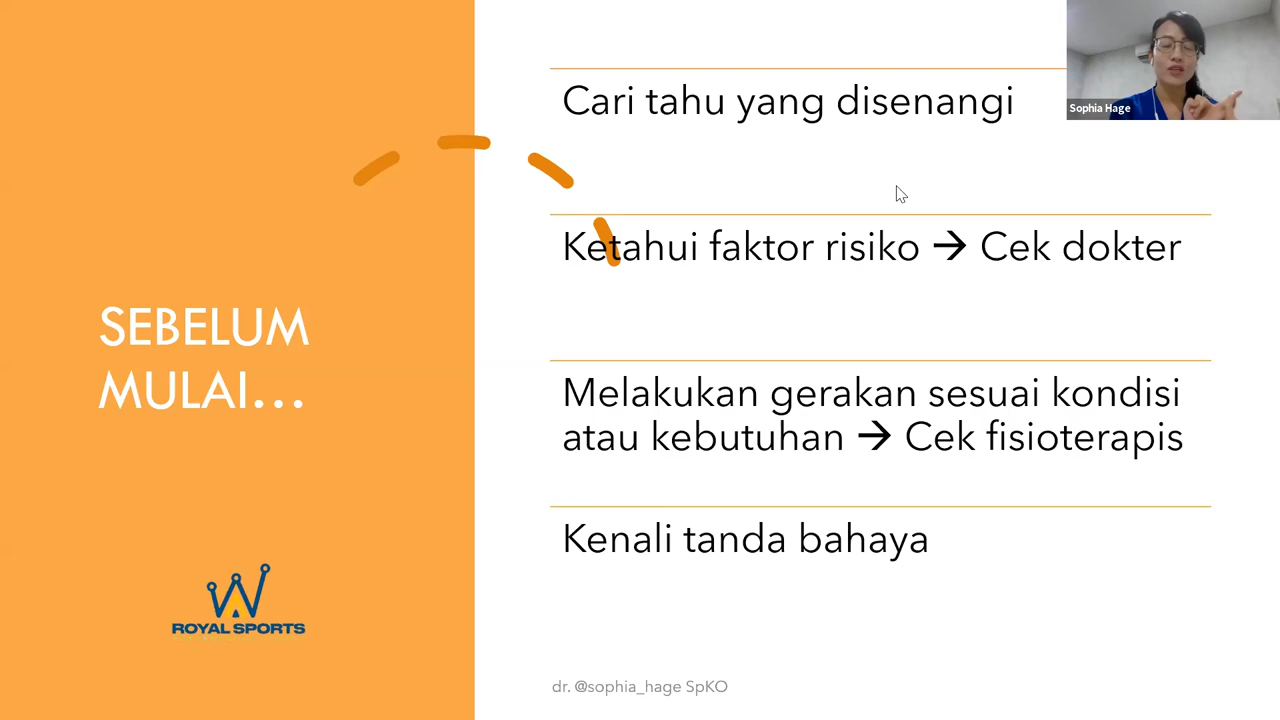 Cari tahu yang disenangi
Sophia Hage
Ketahui faktor risiko → Cek dokter
SEBELUM
MULAI...
Melakukan gerakan sesuai kondisi
atau kebutuhan → Cek fisioterapis
Kenali tanda bahaya
ROYAL SPORTS
dr. @sophia_hage SpKO